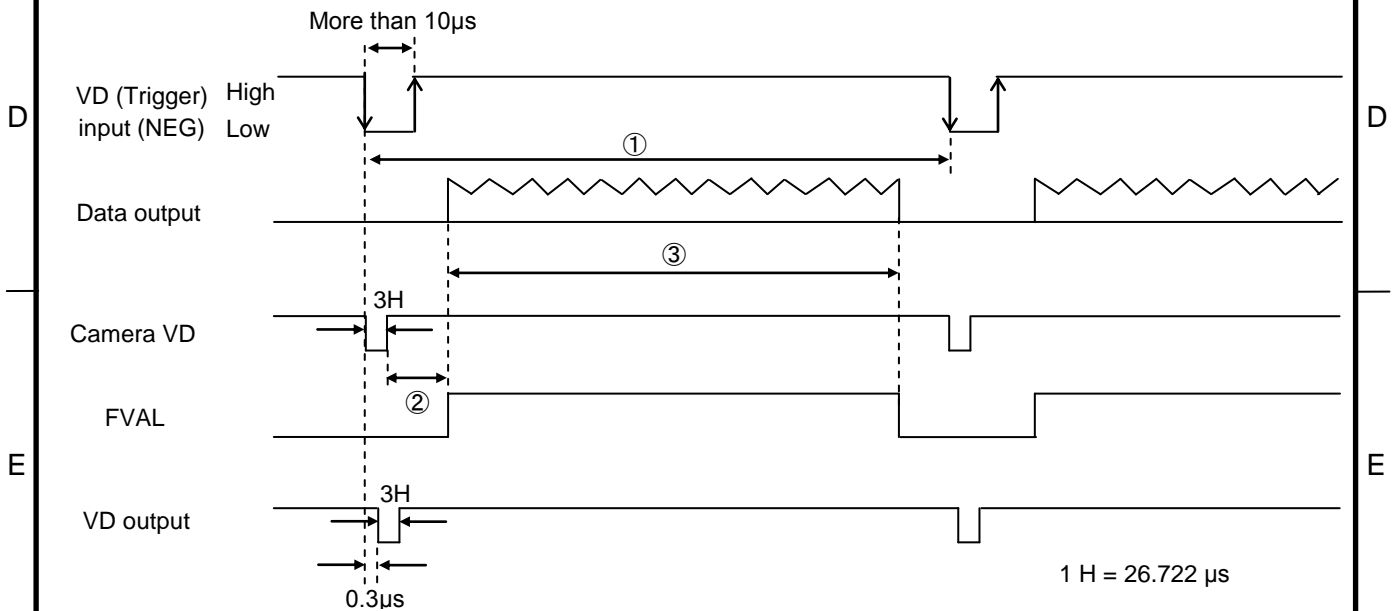 More than 10μs
VD (Trigger) High
input (NEG) Low
D
D
①
Data output
③
3H
Camera VD
②
FVAL
E
E
3H
VD output
1 H = 26.722 μs
0.3μs